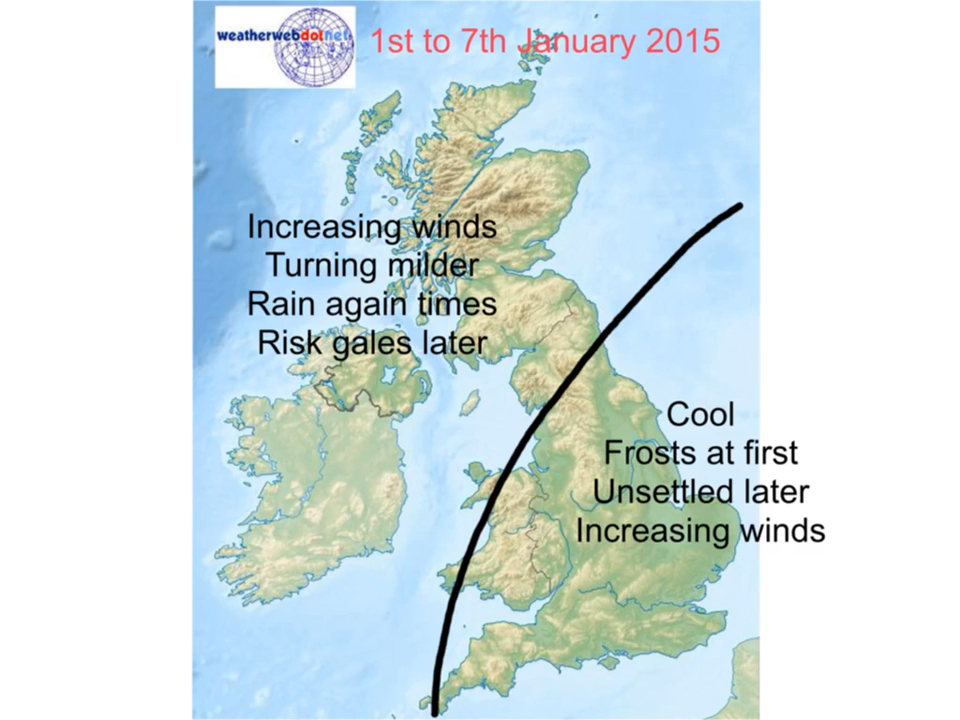 weatherwebdotnet
1st to 7th January 2015
Increasing winds
Turning milder
Rain again times
Risk gales later
Cool
Frosts at first
Unsettled later
Increasing winds